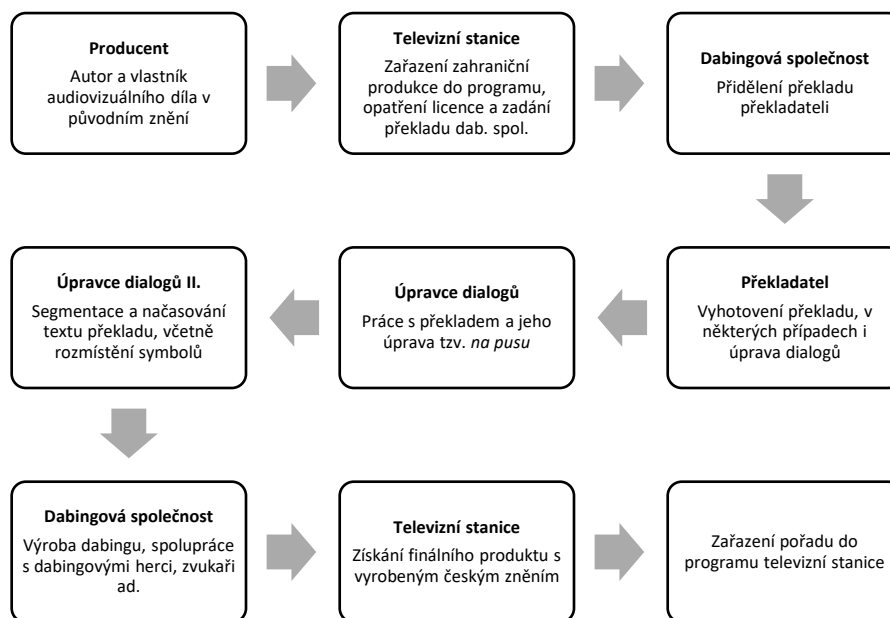 Producent
Autor a vlastník
audiovizuálního díla v
původním znění
Televizní stanice
Zařazení zahraniční
produkce do programu,
opatření licence a zadání
překladu dab. spol.
Dabingová společnost
Přidělení překladu
překladateli
Překladatel
Vyhotovení překladu, v
některých případech i
úprava dialogů
Úpravce dialogů
Práce s překladem a jeho
úprava tzv. na pusu
Úpravce dialogů II.
Segmentace a načasování
textu překladu, včetně
rozmístění symbolů
Dabingová společnost
Výroba dabingu, spolupráce
s dabingovými herci, zvukaři
ad.
Televizní stanice
Získání finálního produktu s
vyrobeným českým zněním
Zařazení pořadu do
programu televizní stanice